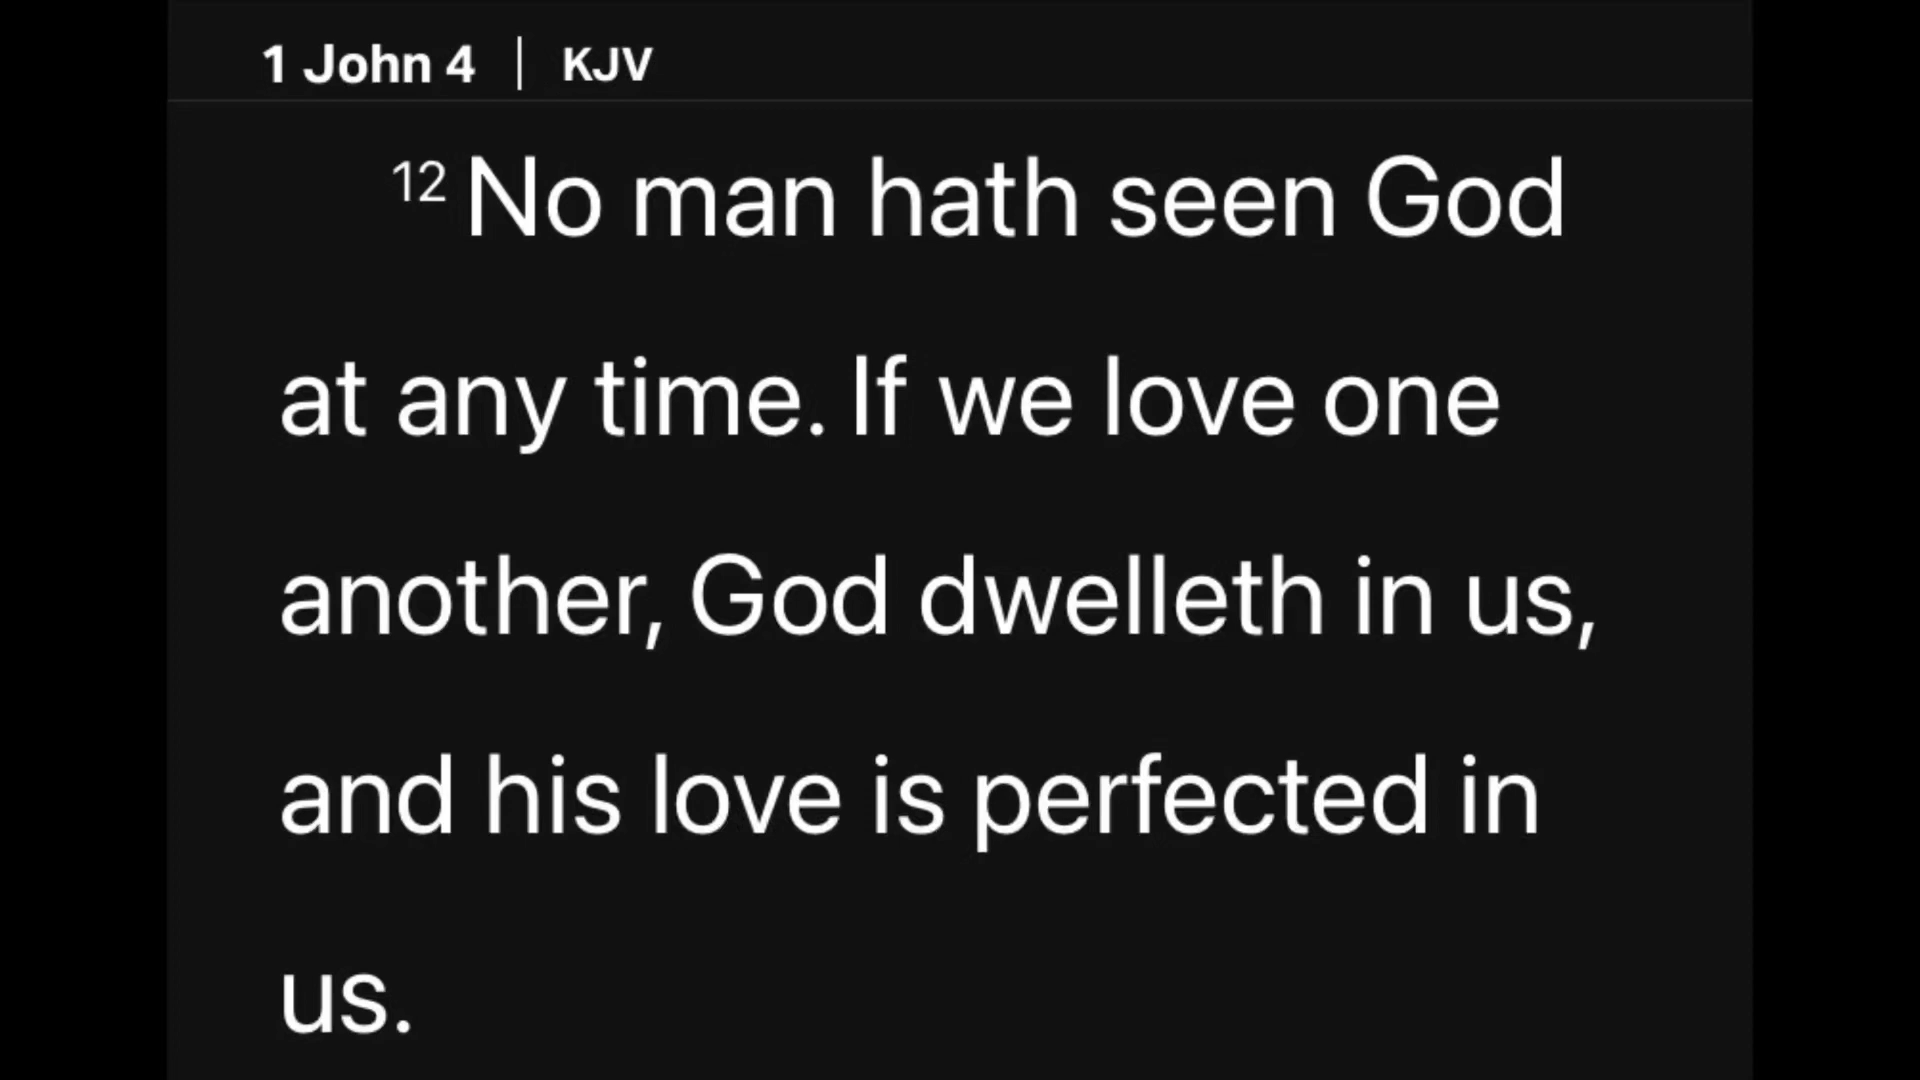 1 John 4 | KJV
12 No man hath seen God
at any time. If we love one
another, God dwelleth in us,
and his love is perfected in
us.